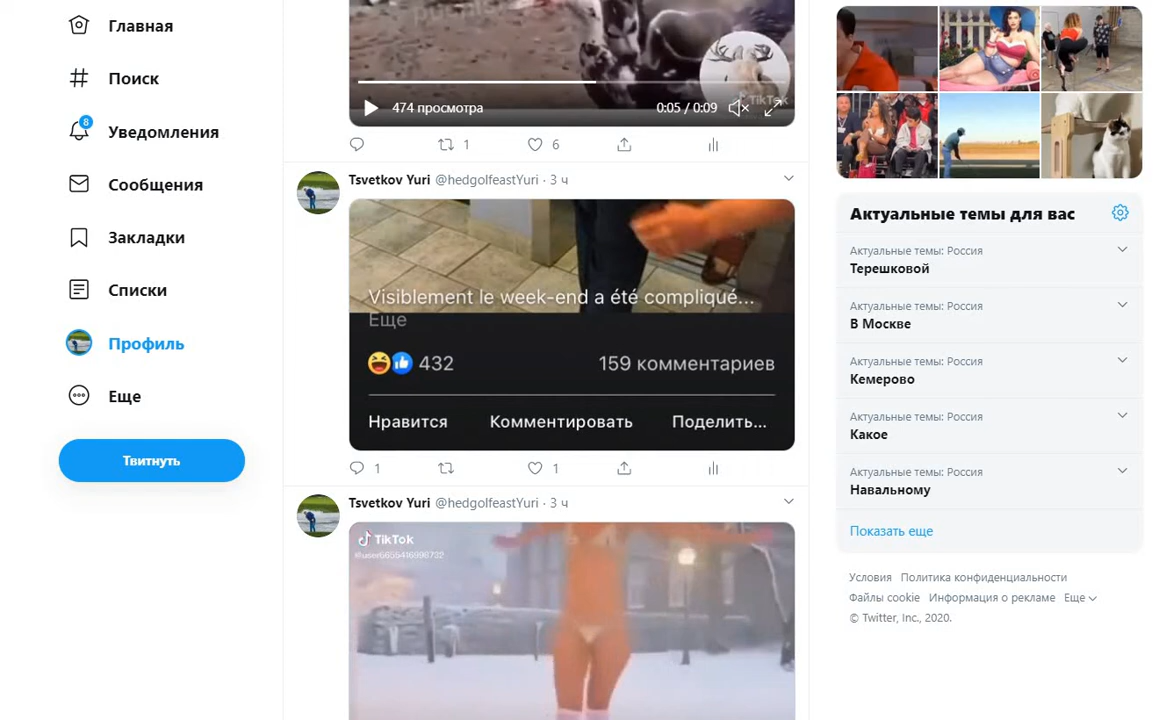 Главная
Поиск
8
Уведомления
Сообщения
Закладки
Списки
Профиль
Еще
Твитнуть
474 просмотра
0:05 / 0:09
TikTok
1
6
Tsvetkov Yuri @hedgolfeastYuri · 3 ч
Visiblement le week-end a été compliqué...
Еще
432
159 комментариев
Нравится
Комментировать
Поделить...
1
1
Tsvetkov Yuri @hedgolfeastYuri · 3 ч
TikTok
Актуальные темы для вас
Актуальные темы: Россия
Терешковой
Актуальные темы: Россия
В Москве
Актуальные темы: Россия
Кемерово
Актуальные темы: Россия
Какое
Актуальные темы: Россия
Навальному
Показать еще
Условия Политика конфиденциальности
Файлы cookie Информация о рекламе Еще
© Twitter, Inc., 2020.